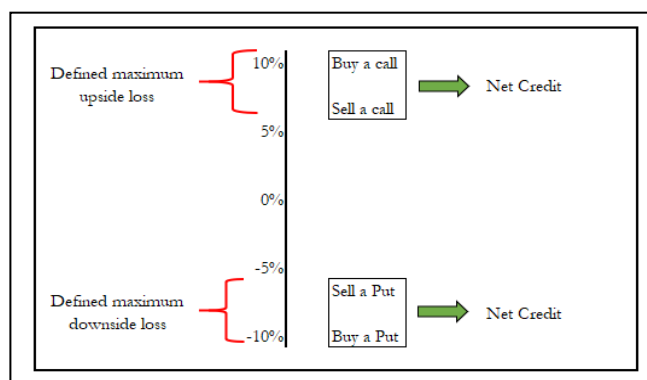 10%
Buy a call
Defined maximum
upside loss
Net Credit
Sell a call
5%
0%
-5%
Sell a Put
Defined maximum
downside loss
Net Credit
-10%
Buy a Put